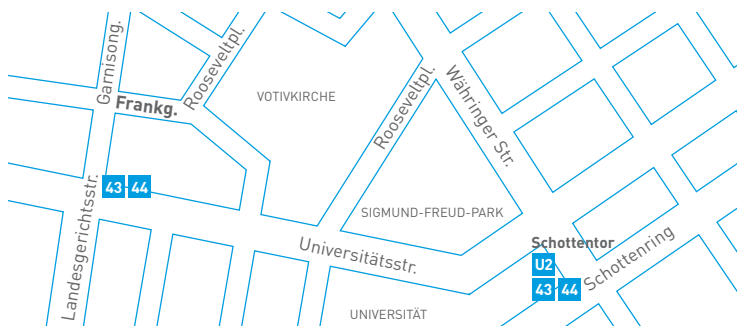 Garnisong.
Rooseveltpl.
Frankg.
VOTIVKIRCHE
Rooseveltpl.
Währinger Str.
Landesgerichtsstr.
43 44
SIGMUND-FREUD-PARK
Universitätsstr.
Schottentor
U2
43 44
Schottenring
UNIVERSITÄT